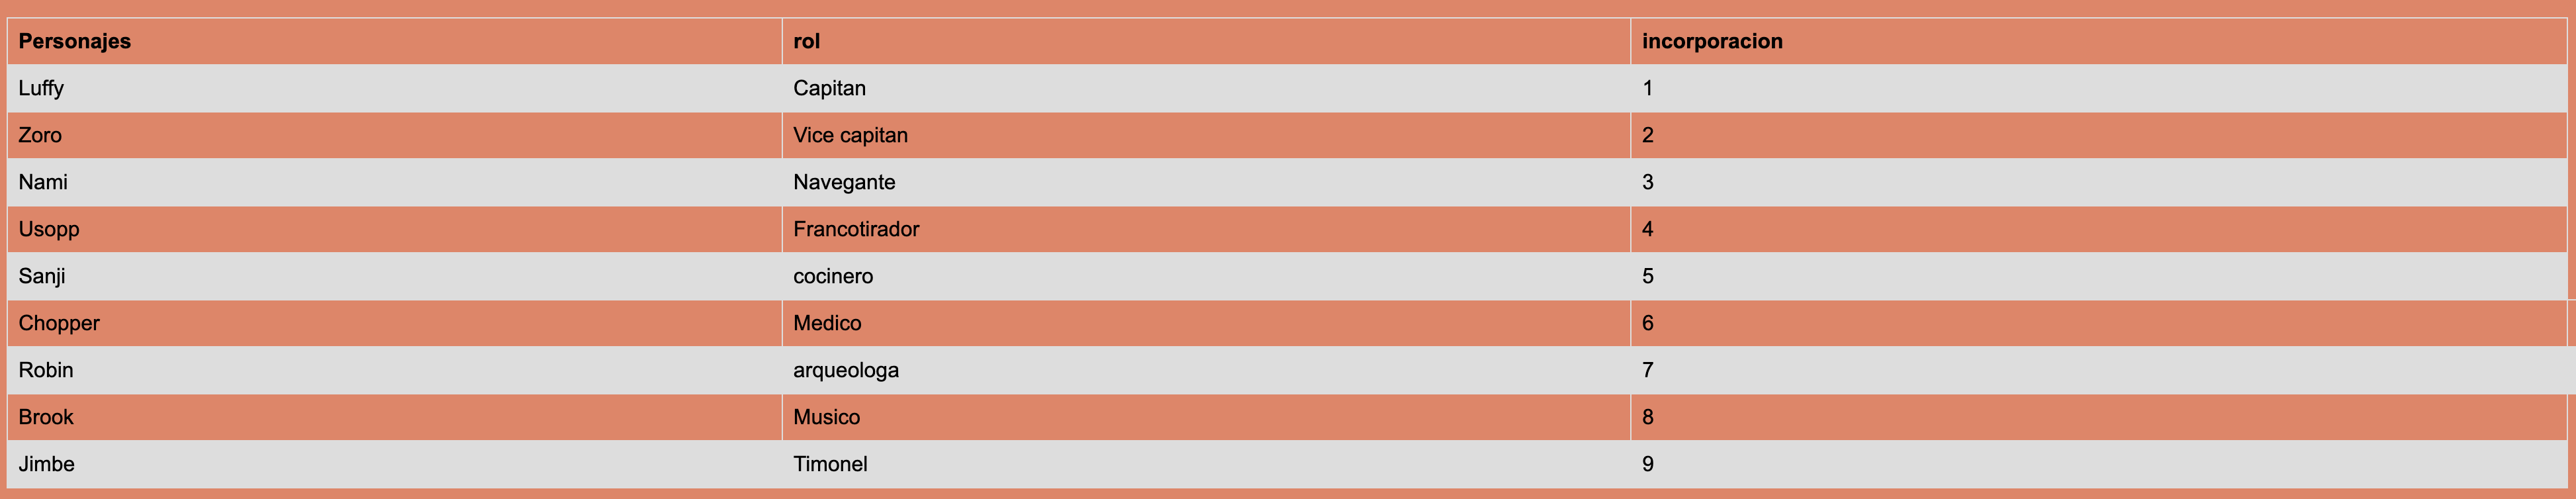 Personajes rol incorporacion
Luffy Capitan 1
Zoro Vice capitan 2
Nami Navegante 3
Usopp Francotirador 4
Sanji cocinero 5
Chopper Medico 6
Robin arqueologa 7
Brook Musico 8
Jimbe Timonel 9